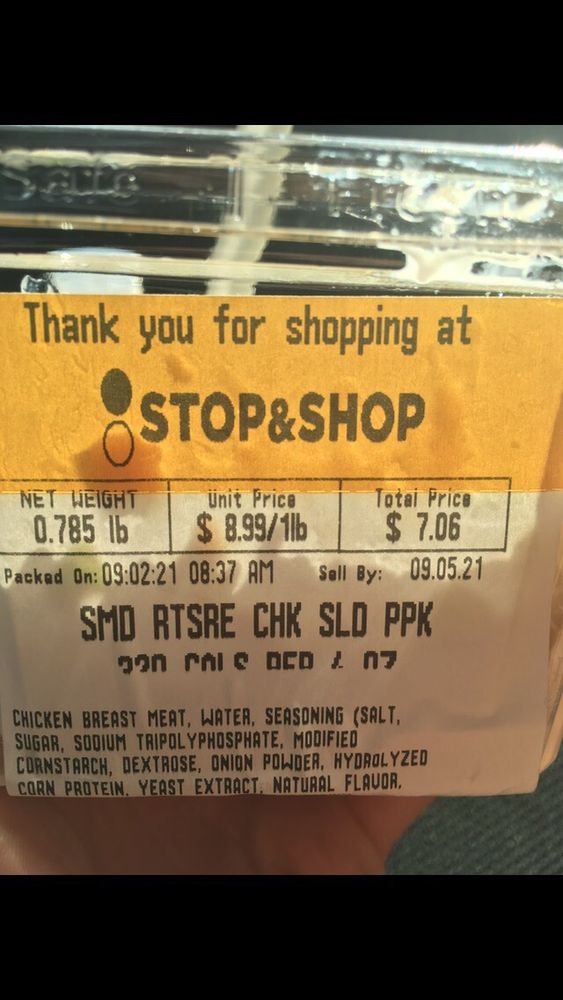 Thank you for shopping at
STOP&SHOP
NET WEIGHT Unit Price Total Price
0.785 lb $ 8.99/1lb $ 7.06
Packed On: 09:02:21 08:37 AM Sell By: 09.05.21
SMD RTSRE CHK SLD PPK
CHICKEN BREAST MEAT, WATER, SEASONING (SALT,
SUGAR, SODIUM TRIPOLYPHOSPHATE, MODIFIED
CORNSTARCH, DEXTROSE, ONION POWDER, HYDROLYZED
CORN PROTEIN, YEAST EXTRACT, NATURAL FLAVOR,